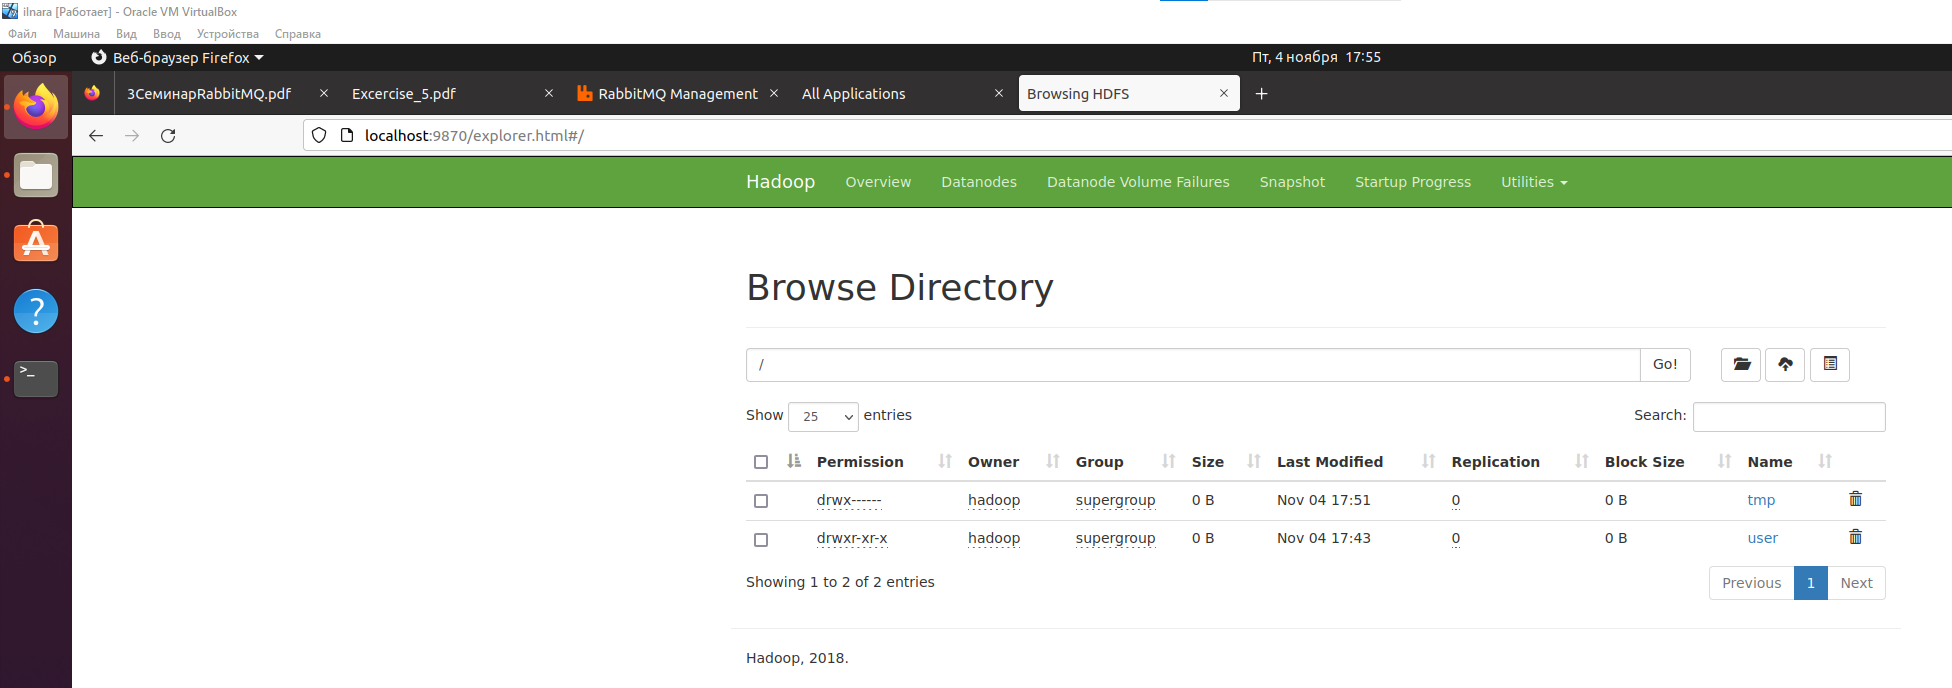 ilnara [Работает] - Oracle VM VirtualBox
Файл Машина Вид Ввод Устройства Справка
Обзор Веб-браузер Firefox Пт, 4 ноября 17:55
3СеминарRabbitMQ.pdf × Excercise_5.pdf × RabbitMQ Management × All Applications × Browsing HDFS × +
localhost:9870/explorer.html#/
Hadoop Overview Datanodes Datanode Volume Failures Snapshot Startup Progress Utilities
Browse Directory
/ Go!
Show 25 entries Search:
Permission Owner Group Size Last Modified Replication Block Size Name
drwx------ hadoop supergroup 0 B Nov 04 17:51 0 0 B tmp
drwxr-xr-x hadoop supergroup 0 B Nov 04 17:43 0 0 B user
Showing 1 to 2 of 2 entries Previous 1 Next
Hadoop, 2018.